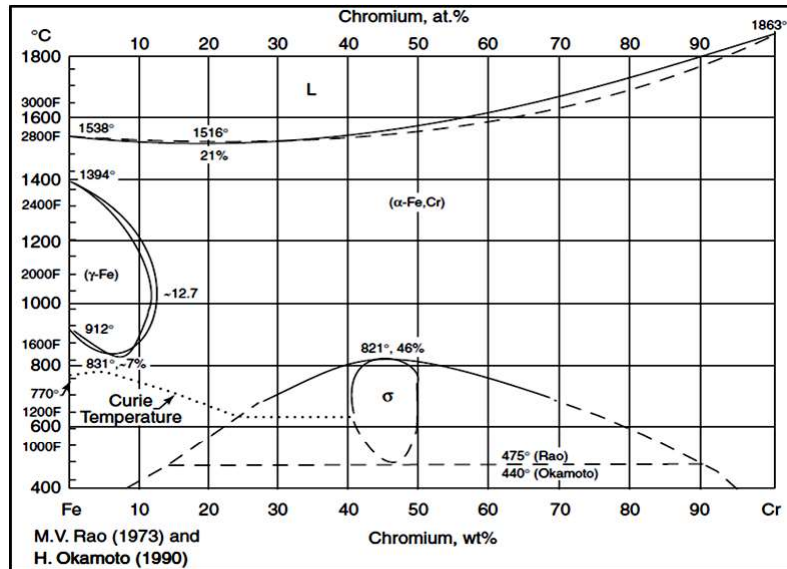 Chromium, at.%
10 20 30 40 50 60 70 80 90
°C
1863°
1800
L
3000F
1600
1538°
1516°
2800F
21%
1400
1394°
2400F
(α-Fe,Cr)
1200
2000F
(γ-Fe)
~12.7
1000
912°
1600F
821°, 46%
800
831°, ~7%
σ
770°
Curie
Temperature
1200F
600
1000F
475° (Rao)
440° (Okamoto)
400
Fe 10 20 30 40 50 60 70 80 90 Cr
Chromium, wt%
M.V. Rao (1973) and
H. Okamoto (1990)